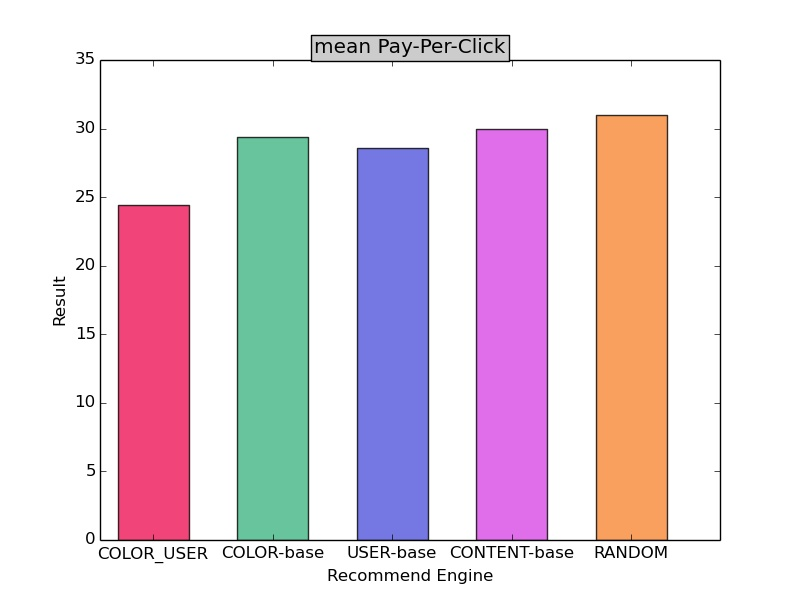 mean Pay-Per-Click
35
30
25
20
15
10
5
0
Result
COLOR_USER COLOR-base USER-base CONTENT-base RANDOM
Recommend Engine